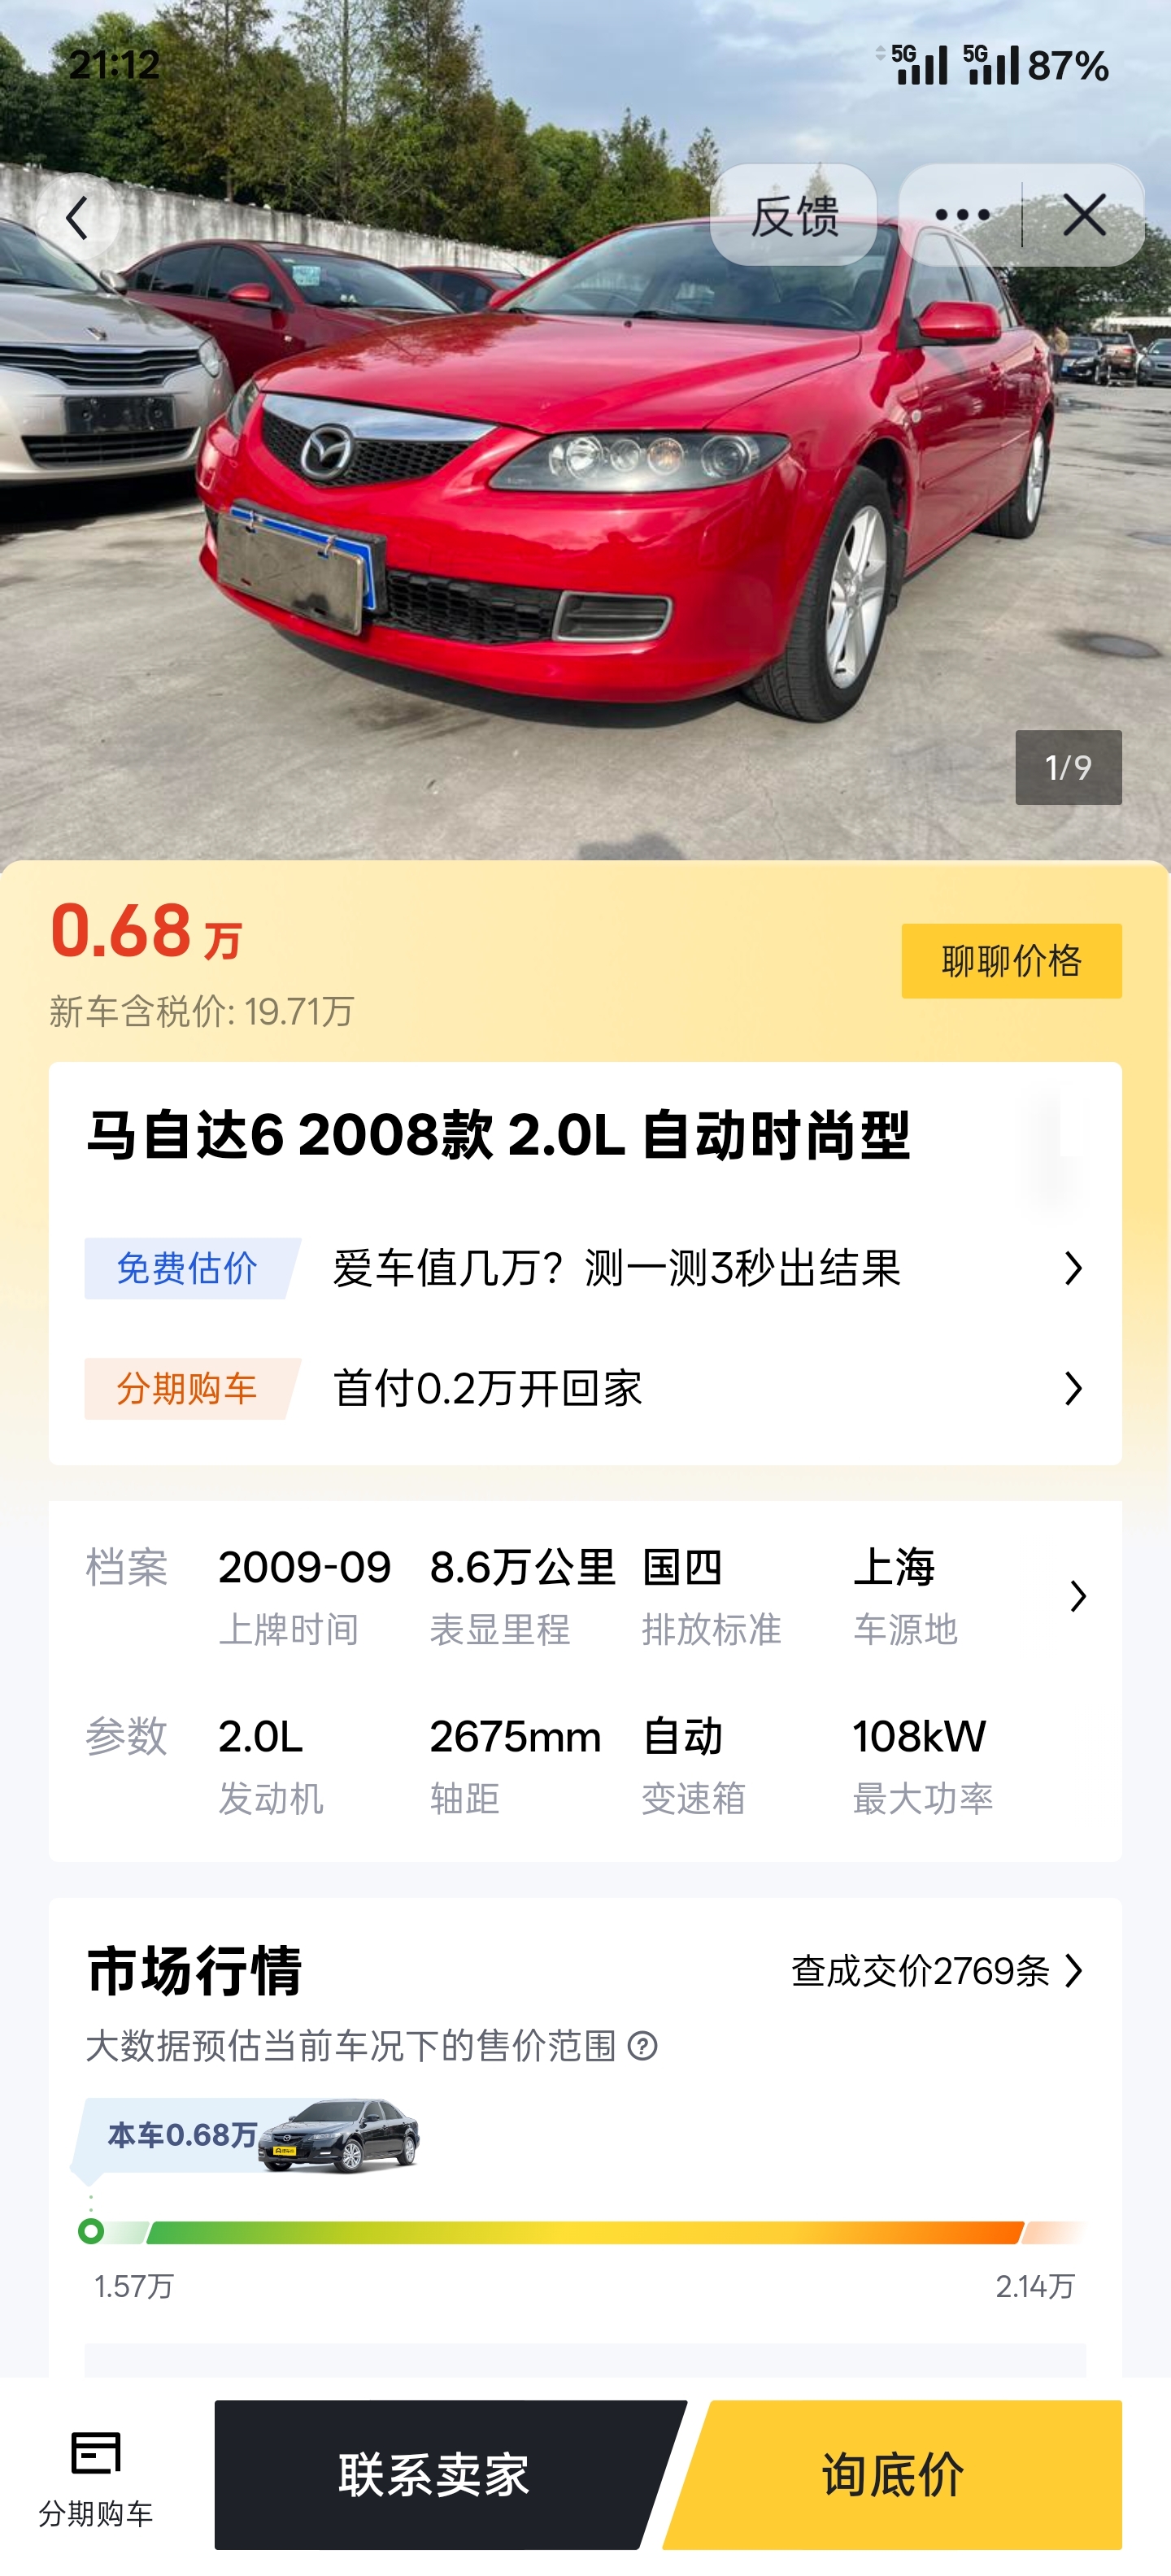 21:12
5G 5G 87%
反馈
1/9
0.68 万
聊聊价格
新车含税价: 19.71万
马自达6 2008款 2.0L 自动时尚型
免费估价 爱车值几万？测一测3秒出结果
分期购车 首付0.2万开回家
档案 2009-09 8.6万公里 国四 上海
上牌时间 表显里程 排放标准 车源地
参数 2.0L 2675mm 自动 108kW
发动机 轴距 变速箱 最大功率
市场行情 查成交价2769条
大数据预估当前车况下的售价范围
本车0.68万
1.57万 2.14万
分期购车
联系卖家
询底价